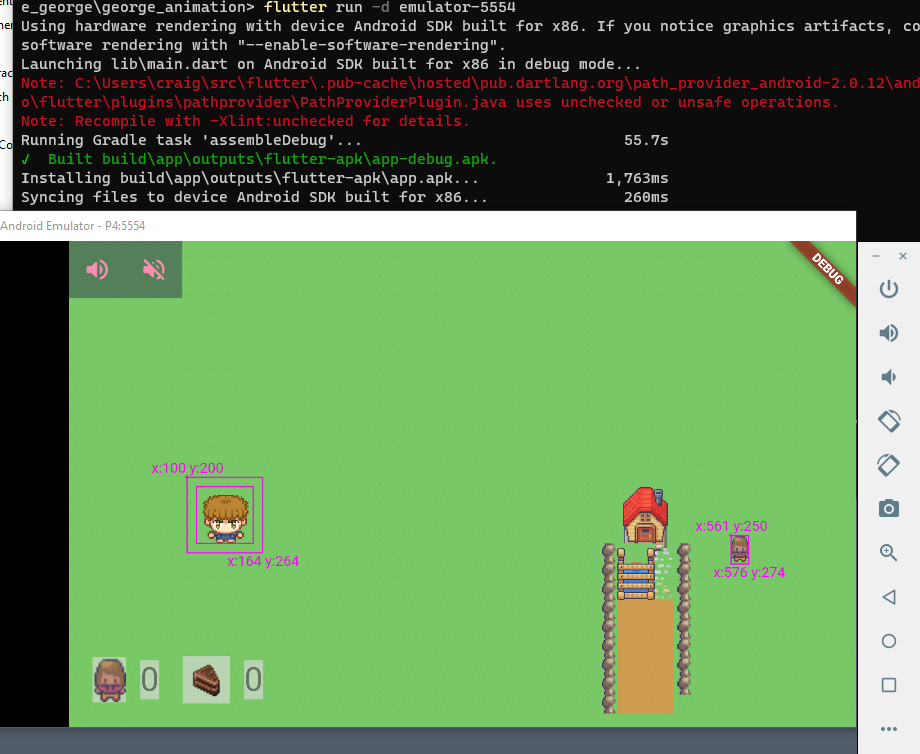 e_george\george_animation> flutter run -d emulator-5554
Using hardware rendering with device Android SDK built for x86. If you notice graphics artifacts, co
software rendering with "--enable-software-rendering".
Launching lib\main.dart on Android SDK built for x86 in debug mode...
Note: C:\Users\craig\src\flutter\.pub-cache\hosted\pub.dartlang.org\path_provider_android-2.0.12\and
o\flutter\plugins\pathprovider\PathProviderPlugin.java uses unchecked or unsafe operations.
Note: Recompile with -Xlint:unchecked for details.
Running Gradle task 'assembleDebug'... 55.7s
√ Built build\app\outputs\flutter-apk\app-debug.apk.
Installing build\app\outputs\flutter-apk\app.apk... 1,763ms
Syncing files to device Android SDK built for x86... 260ms
Android Emulator - P4:5554
DEBUG
x:100 y:200
x:164 y:264
x:561 y:250
x:576 y:274
0 0